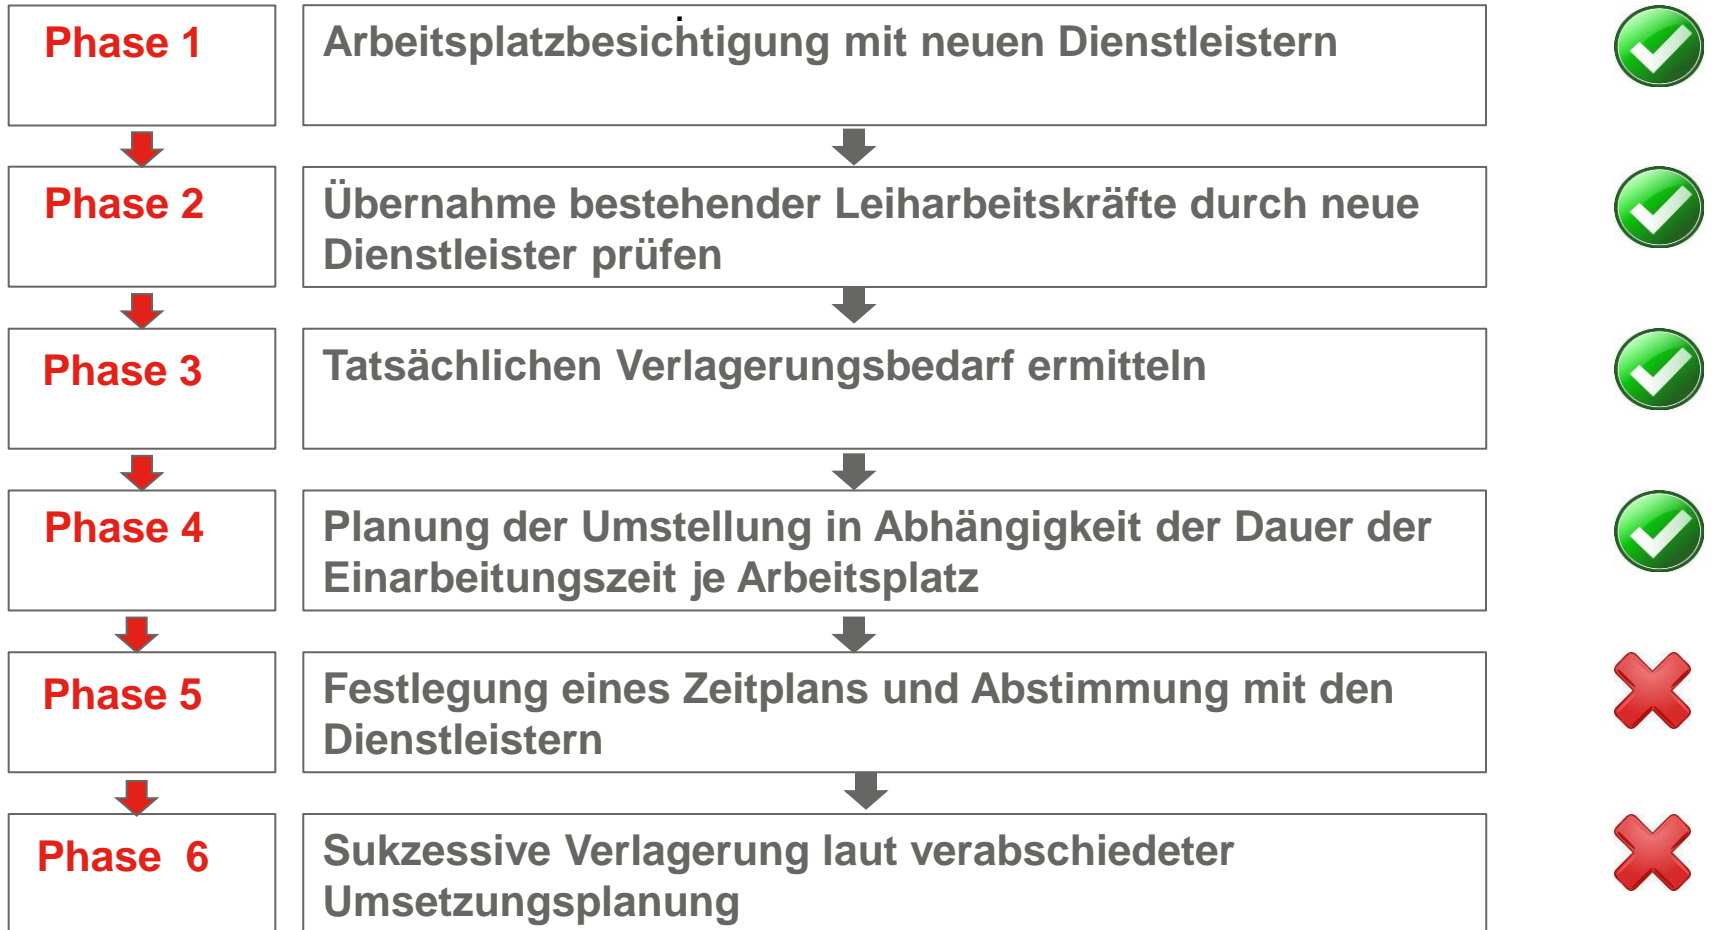 Phase 1
Arbeitsplatzbesichtigung mit neuen Dienstleistern
Phase 2
Übernahme bestehender Leiharbeitskräfte durch neue
Dienstleister prüfen
Phase 3
Tatsächlichen Verlagerungsbedarf ermitteln
Phase 4
Planung der Umstellung in Abhängigkeit der Dauer der
Einarbeitungszeit je Arbeitsplatz
Phase 5
Festlegung eines Zeitplans und Abstimmung mit den
Dienstleistern
Phase 6
Sukzessive Verlagerung laut verabschiedeter
Umsetzungsplanung